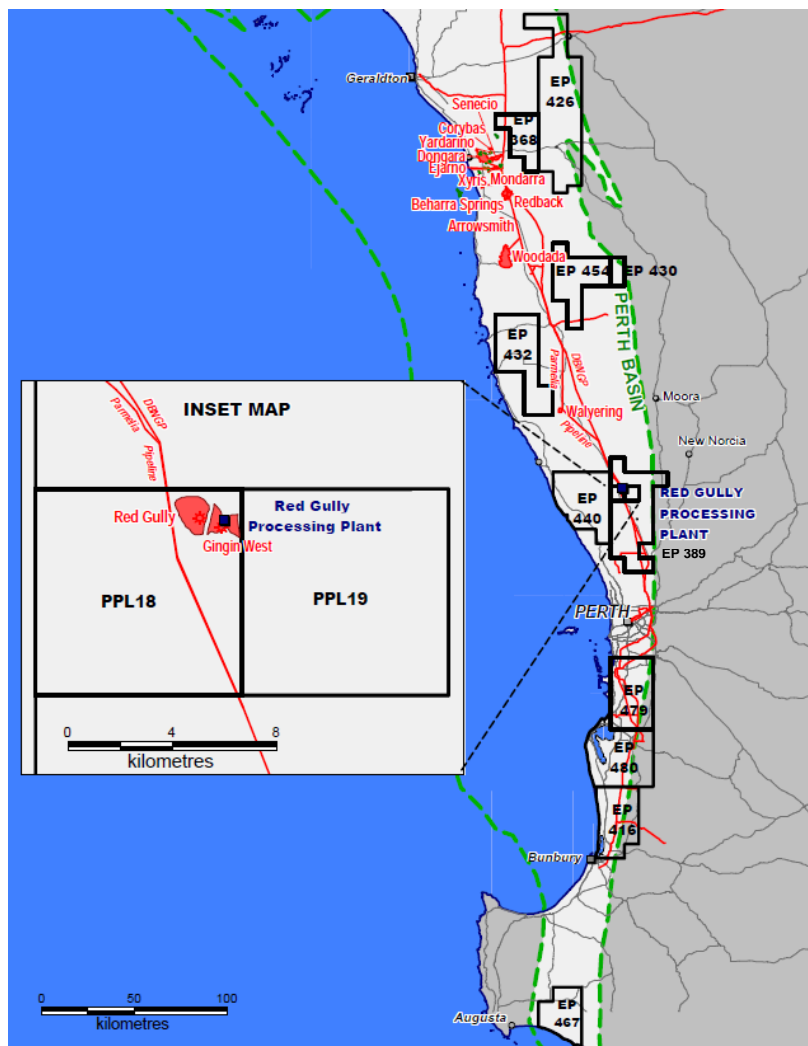 Geraldton
EP
426
Senecio
EP
368
Corybas
Yardarino
Dongara
Ejarno
Xyris
Mondarra
Beharra Springs
Redback
Arrowsmith
Woodada
EP 454
EP 430
PERTH BASIN
EP
432
Parmelia
DBNGP
Pipeline
Walyering
Moora
New Norcia
INSET MAP
DBNGP
Parmelia
Pipeline
Red Gully
Red Gully
Processing Plant
Gingin West
PPL18
PPL19
0 4 8
kilometres
EP
440
RED GULLY
PROCESSING
PLANT
EP 389
PERTH
EP
479
EP
480
EP
416
Bunbury
0 50 100
kilometres
Augusta
EP
467